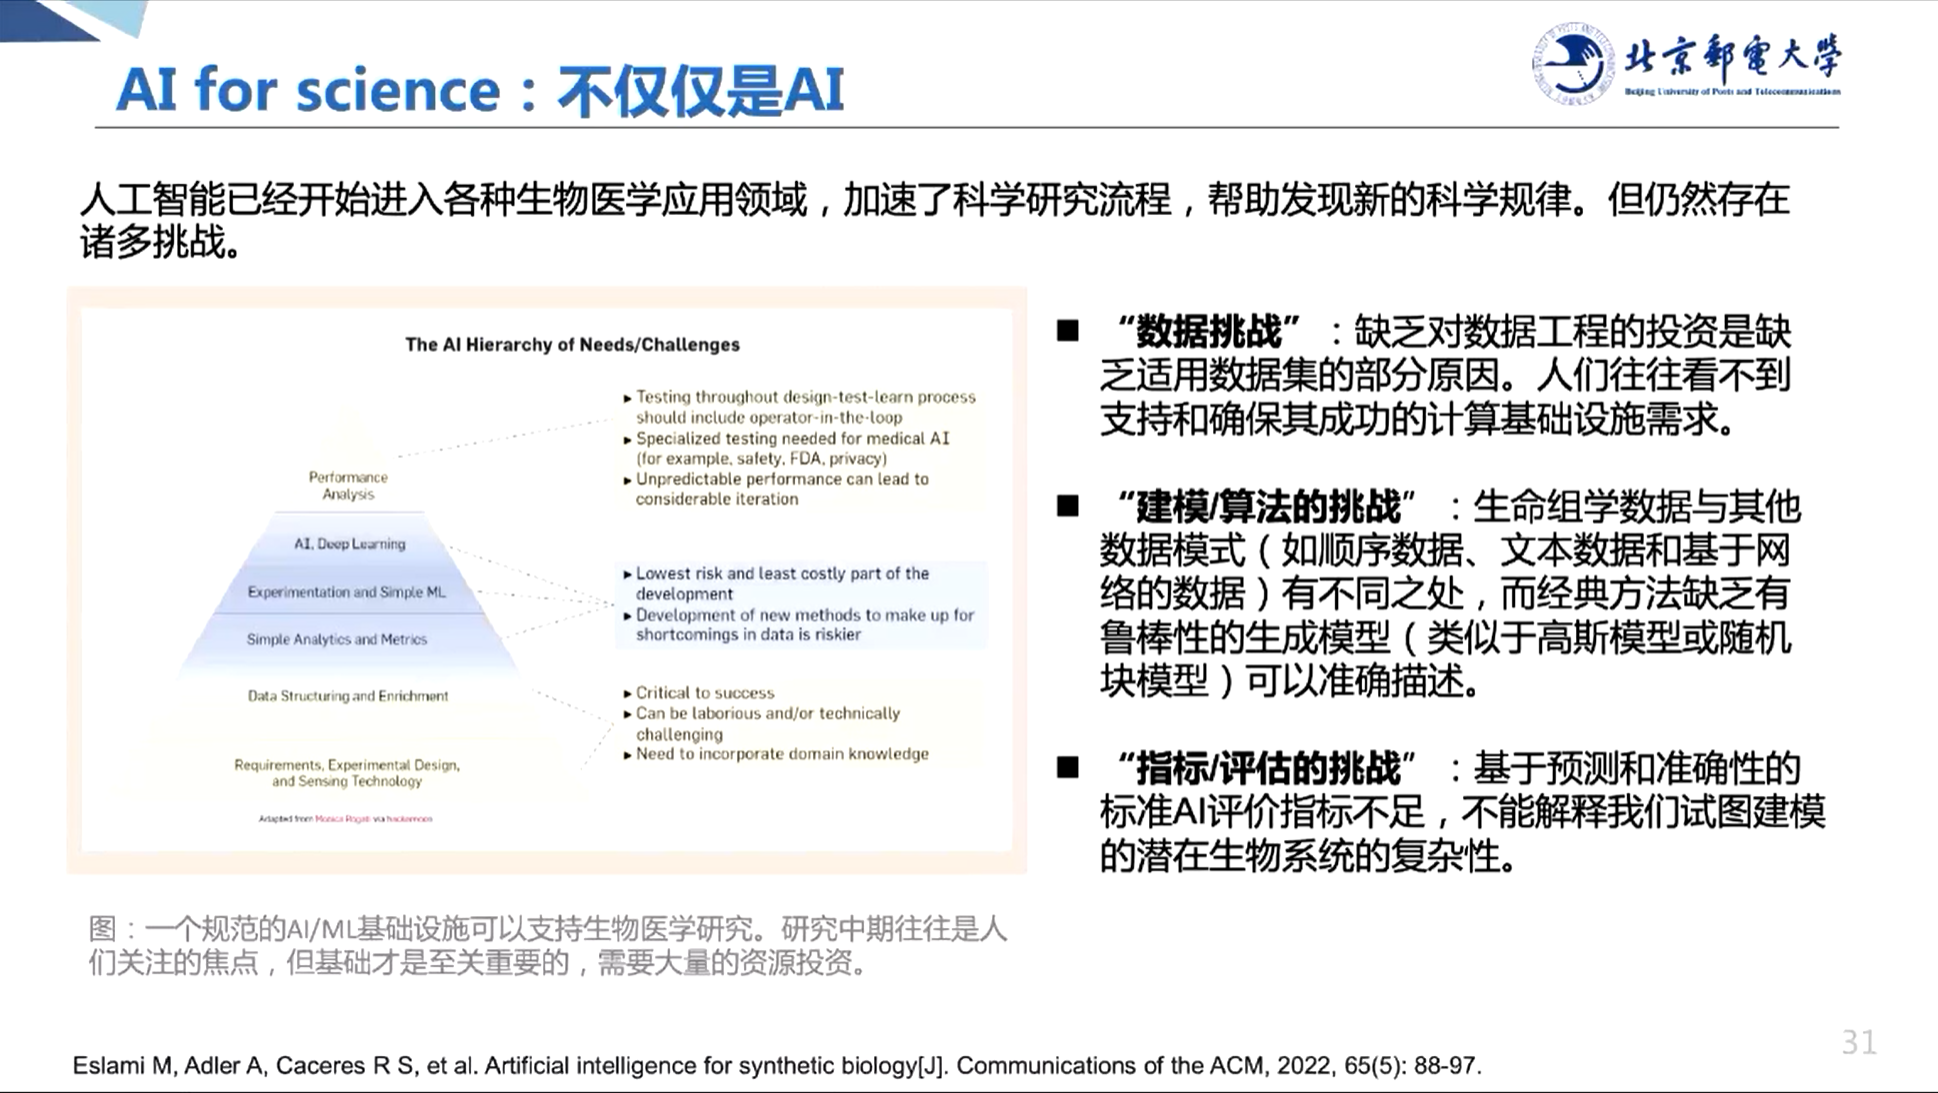 AI for science：不仅仅是AI
北京邮电大学
Beijing University of Posts and Telecommunications
人工智能已经开始进入各种生物医学应用领域，加速了科学研究流程，帮助发现新的科学规律。但仍然存在
诸多挑战。
The AI Hierarchy of Needs/Challenges
Performance
Analysis
AI, Deep Learning
Experimentation and Simple ML
Simple Analytics and Metrics
Data Structuring and Enrichment
Requirements, Experimental Design,
and Sensing Technology
Adapted from Monica Rogati via hackernoon
▸ Testing throughout design-test-learn process
should include operator-in-the-loop
▸ Specialized testing needed for medical AI
(for example, safety, FDA, privacy)
▸ Unpredictable performance can lead to
considerable iteration
▸ Lowest risk and least costly part of the
development
▸ Development of new methods to make up for
shortcomings in data is riskier
▸ Critical to success
▸ Can be laborious and/or technically
challenging
▸ Need to incorporate domain knowledge
图：一个规范的AI/ML基础设施可以支持生物医学研究。研究中期往往是人
们关注的焦点，但基础才是至关重要的，需要大量的资源投资。
■ “数据挑战”：缺乏对数据工程的投资是缺
乏适用数据集的部分原因。人们往往看不到
支持和确保其成功的计算基础设施需求。
■ “建模/算法的挑战”：生命组学数据与其他
数据模式（如顺序数据、文本数据和基于网
络的数据）有不同之处，而经典方法缺乏有
鲁棒性的生成模型（类似于高斯模型或随机
块模型）可以准确描述。
■ “指标/评估的挑战”：基于预测和准确性的
标准AI评价指标不足，不能解释我们试图建模
的潜在生物系统的复杂性。
Eslami M, Adler A, Caceres R S, et al. Artificial intelligence for synthetic biology[J]. Communications of the ACM, 2022, 65(5): 88-97.
31